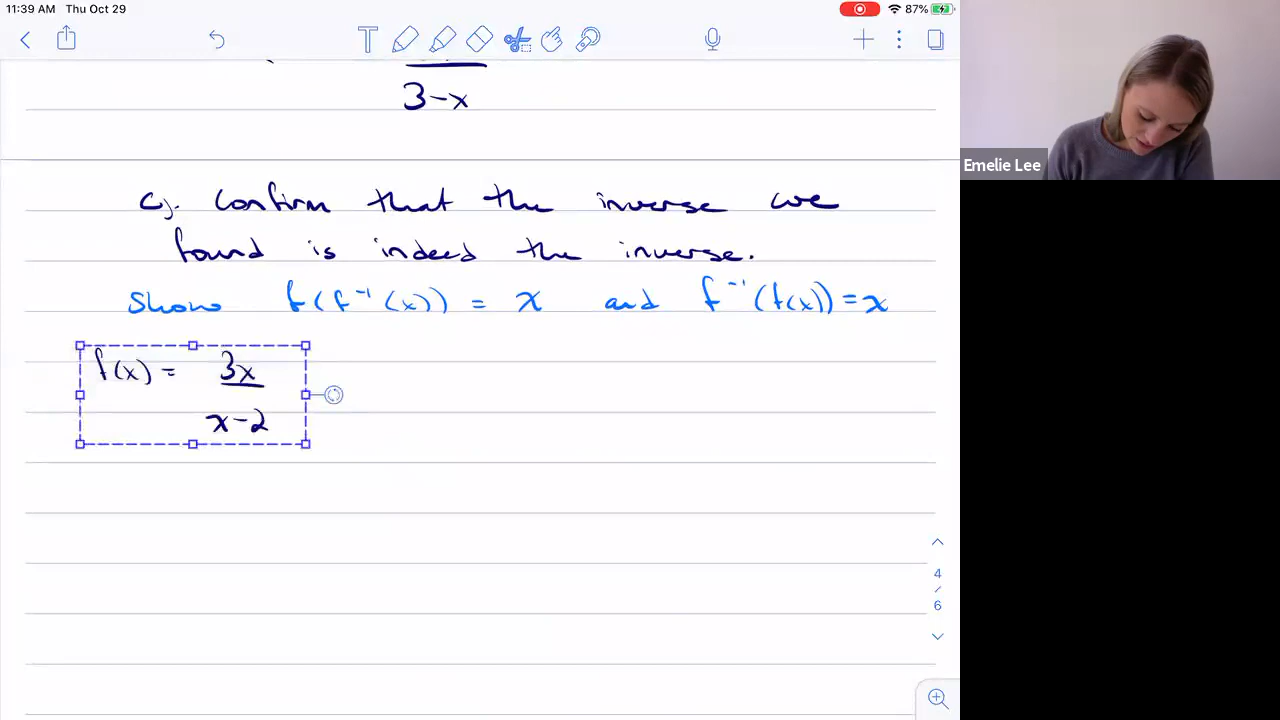 11:39 AM Thu Oct 29
87%
3-x
c). Confirm that the inverse we
found is indeed the inverse.
Show f(f⁻¹(x)) = x and f⁻¹(f(x)) = x
f(x) = 3x
x-2
Emelie Lee
4
/
6